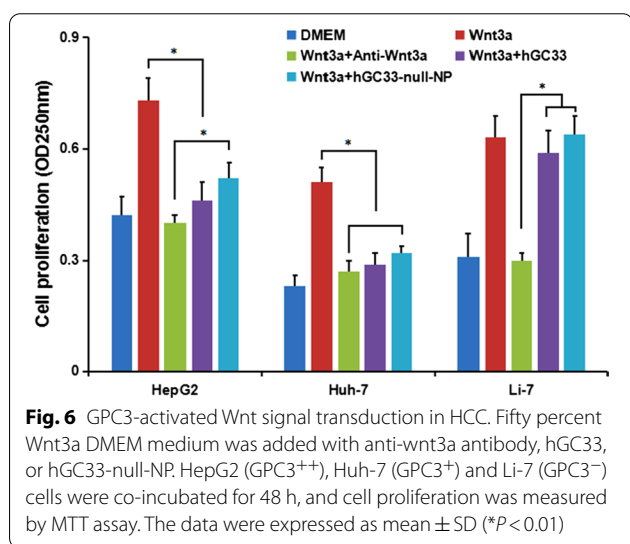 0.9
DMEM
Wnt3a
Wnt3a+Anti-Wnt3a
Wnt3a+hGC33
Wnt3a+hGC33-null-NP
*
*
*
*
0.6
0.3
0
Cell proliferation (OD250nm)
HepG2
Huh-7
Li-7
Fig. 6 GPC3-activated Wnt signal transduction in HCC. Fifty percent
Wnt3a DMEM medium was added with anti-wnt3a antibody, hGC33,
or hGC33-null-NP. HepG2 (GPC3++), Huh-7 (GPC3+) and Li-7 (GPC3−)
cells were co-incubated for 48 h, and cell proliferation was measured
by MTT assay. The data were expressed as mean ± SD (*P < 0.01)